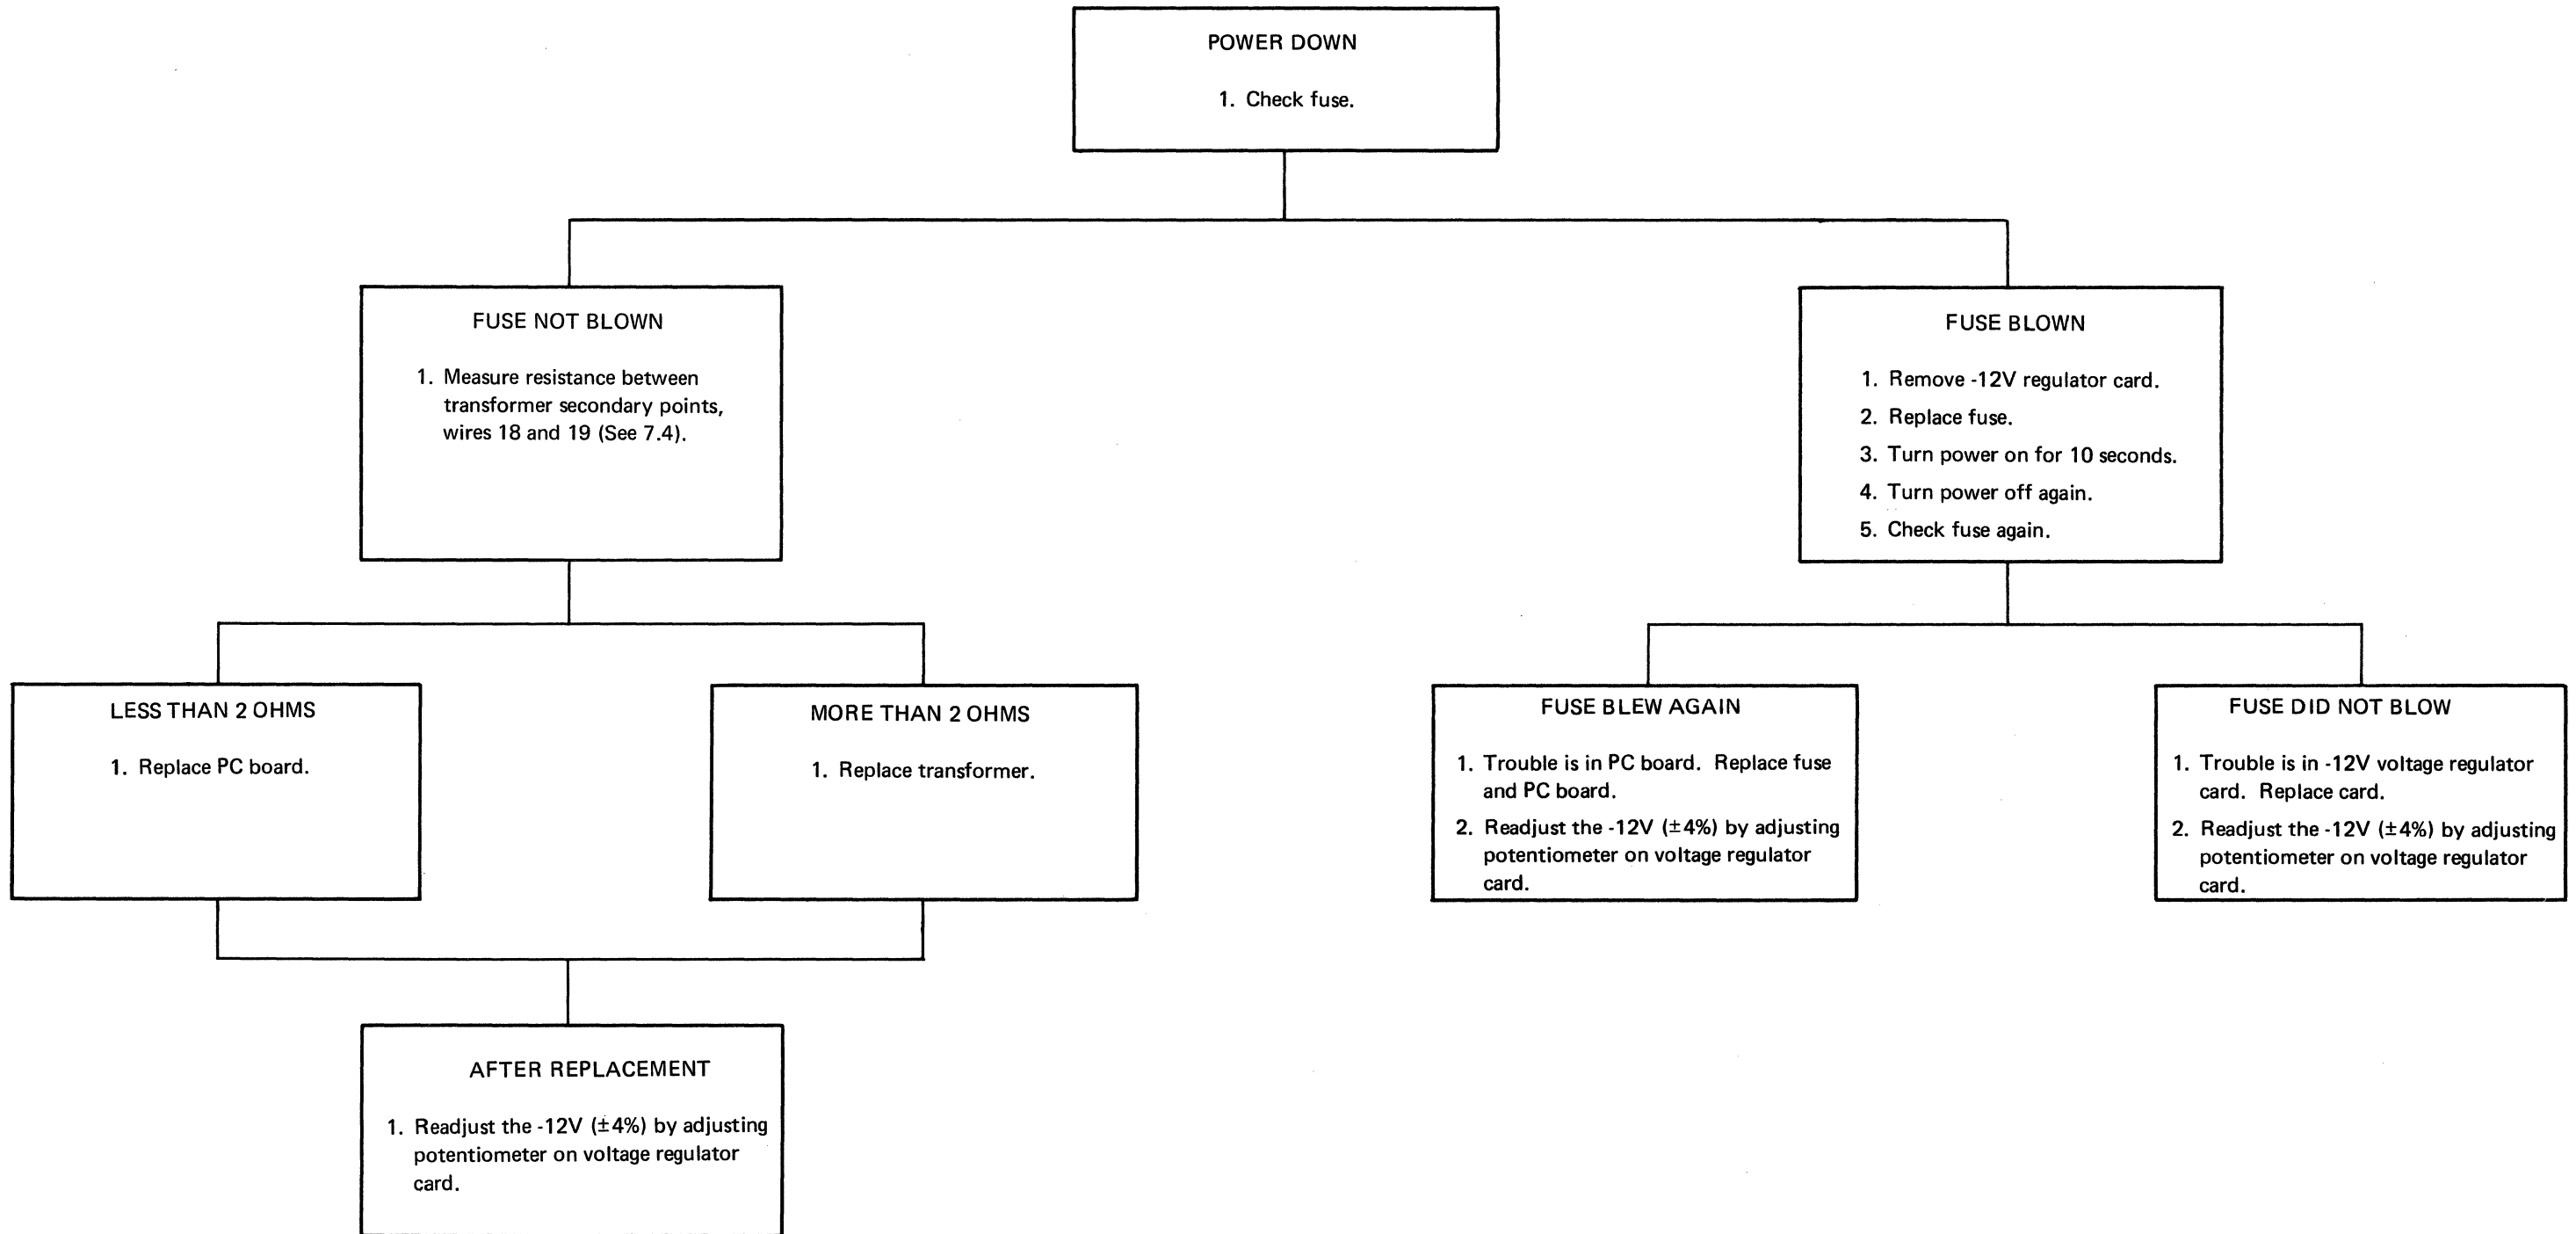 POWER DOWN
1. Check fuse.
FUSE NOT BLOWN
1. Measure resistance between
transformer secondary points,
wires 18 and 19 (See 7.4).
FUSE BLOWN
1. Remove -12V regulator card.
2. Replace fuse.
3. Turn power on for 10 seconds.
4. Turn power off again.
5. Check fuse again.
LESS THAN 2 OHMS
1. Replace PC board.
MORE THAN 2 OHMS
1. Replace transformer.
FUSE BLEW AGAIN
1. Trouble is in PC board. Replace fuse
and PC board.
2. Readjust the -12V (±4%) by adjusting
potentiometer on voltage regulator
card.
FUSE DID NOT BLOW
1. Trouble is in -12V voltage regulator
card. Replace card.
2. Readjust the -12V (±4%) by adjusting
potentiometer on voltage regulator
card.
AFTER REPLACEMENT
1. Readjust the -12V (±4%) by adjusting
potentiometer on voltage regulator
card.